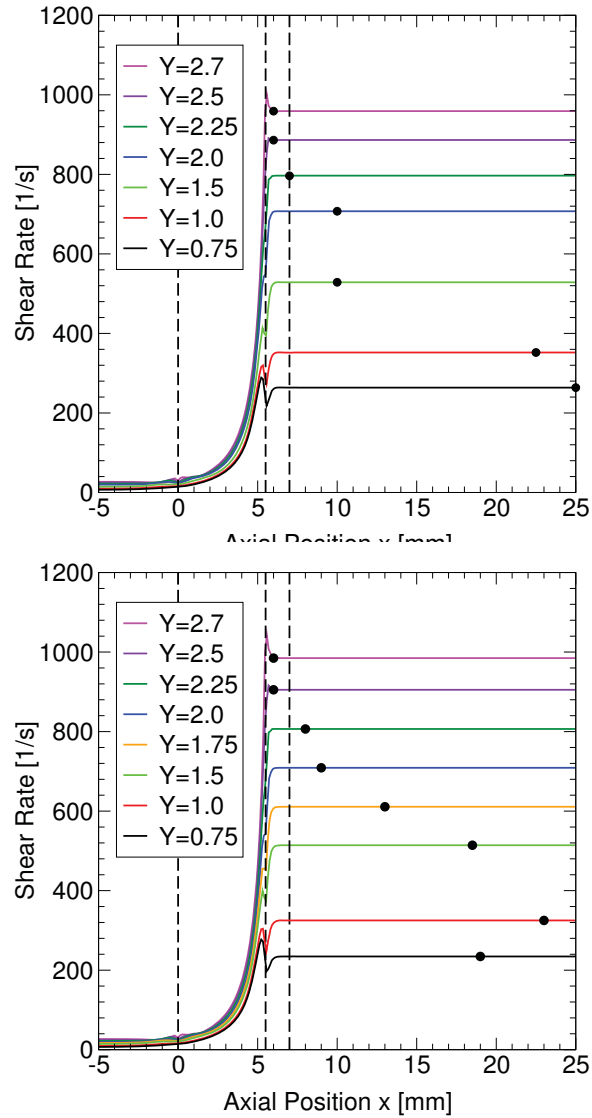 1200
1000
800
600
400
200
0
Shear Rate [1/s]
Y=2.7
Y=2.5
Y=2.25
Y=2.0
Y=1.5
Y=1.0
Y=0.75
-5 0 5 10 15 20 25
Axial Position x [mm]
1200
1000
800
600
400
200
0
Shear Rate [1/s]
Y=2.7
Y=2.5
Y=2.25
Y=2.0
Y=1.75
Y=1.5
Y=1.0
Y=0.75
-5 0 5 10 15 20 25
Axial Position x [mm]